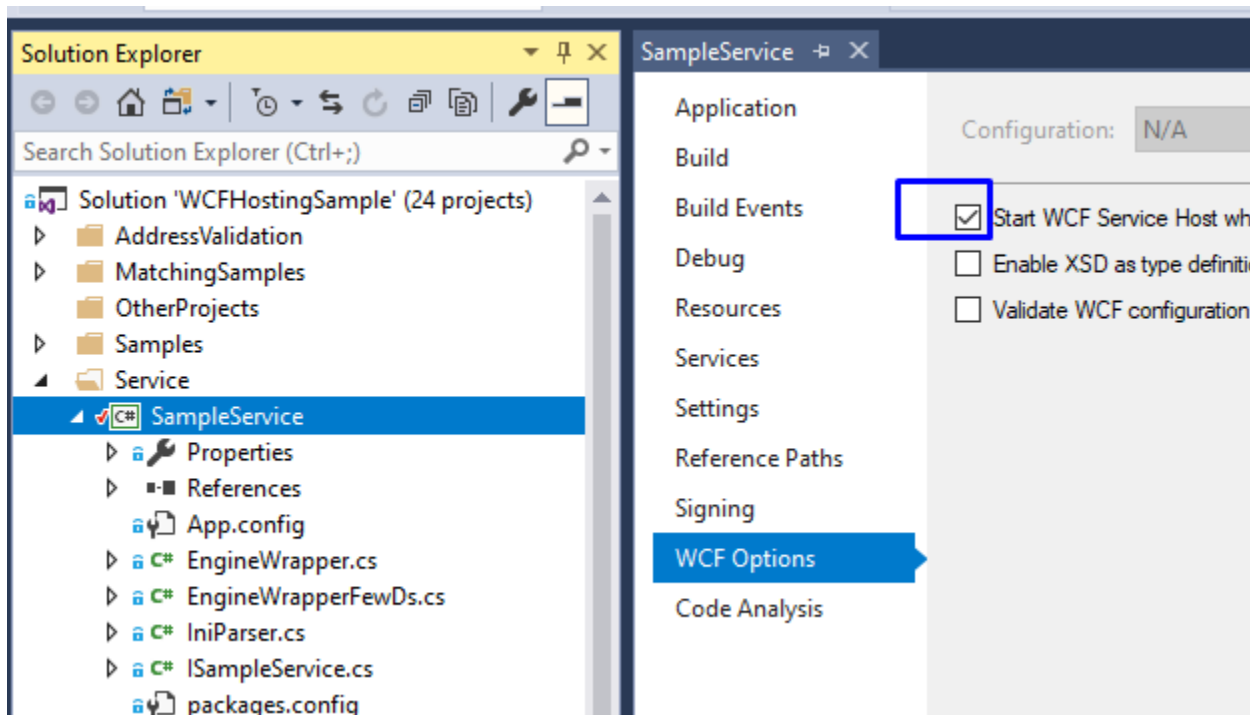 Solution Explorer
Search Solution Explorer (Ctrl+;)
Solution 'WCFHostingSample' (24 projects)
AddressValidation
MatchingSamples
OtherProjects
Samples
Service
C# SampleService
Properties
References
App.config
C# EngineWrapper.cs
C# EngineWrapperFewDs.cs
C# IniParser.cs
C# ISampleService.cs
packages.config
SampleService
Application
Build
Build Events
Debug
Resources
Services
Settings
Reference Paths
Signing
WCF Options
Code Analysis
Configuration: N/A
Start WCF Service Host wh
Enable XSD as type definiti
Validate WCF configuration